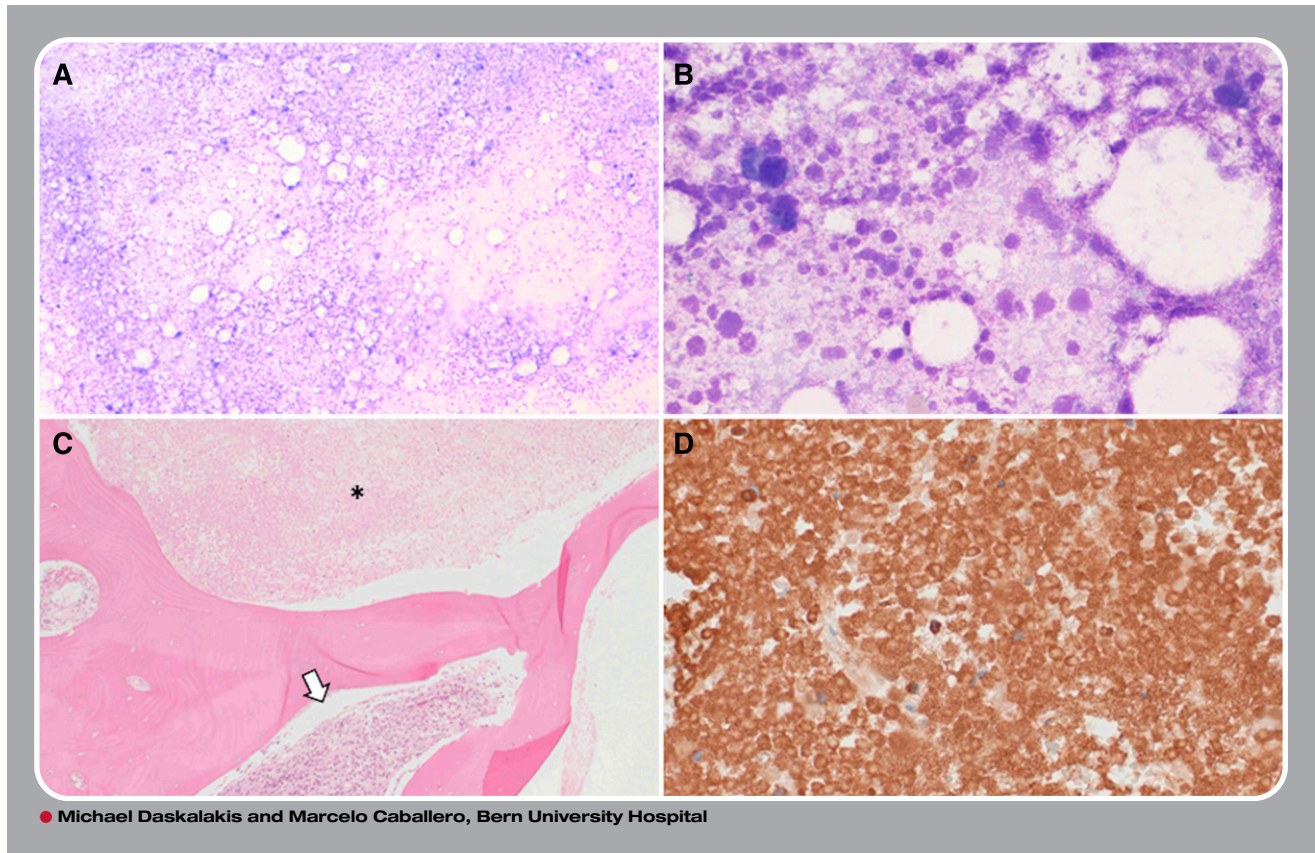 A
B
C
*
D
Michael Daskalakis and Marcelo Caballero, Bern University Hospital